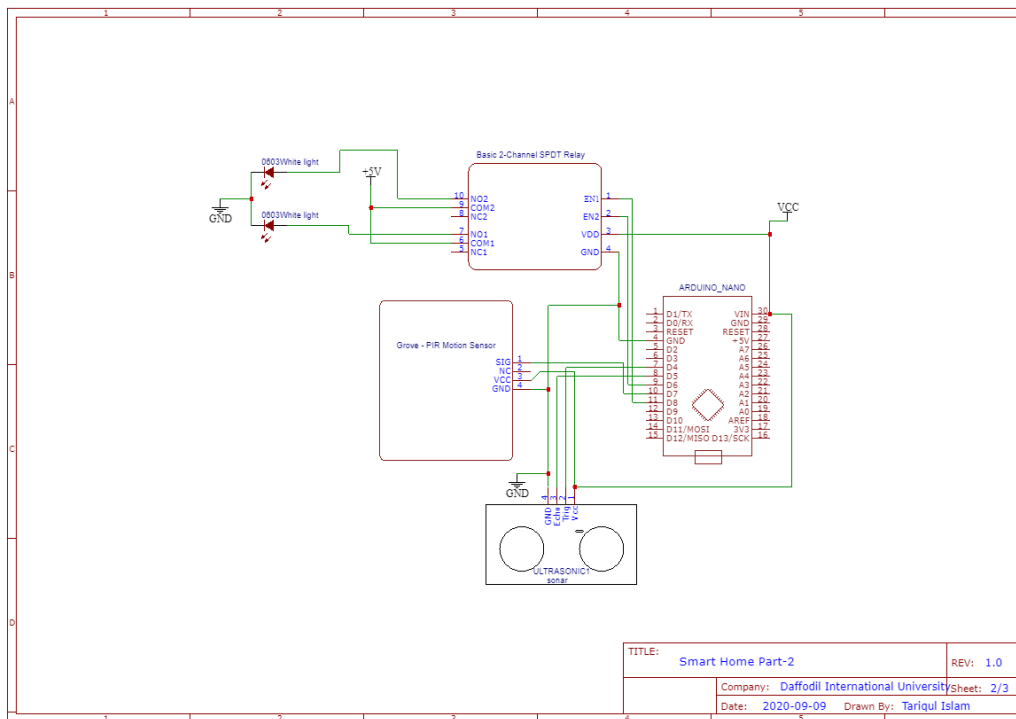 1 2 3 4 5
A
B
C
D
0603White light
+5V
GND
0603White light
Basic 2-Channel SPDT Relay
10 NO2
9 COM2
8 NC2
7 NO1
6 COM1
5 NC1
EN1 1
EN2 2
VDD 3
GND 4
VCC
Grove - PIR Motion Sensor
SIG 1
NC 2
VCC 3
GND 4
ARDUINO_NANO
1 D1/TX VIN 30
2 D0/RX GND 29
3 RESET RESET 28
4 GND +5V 27
5 D2 A7 26
6 D3 A6 25
7 D4 A5 24
8 D5 A4 23
9 D6 A3 22
10 D7 A2 21
11 D8 A1 20
12 D9 A0 19
13 D10 AREF 18
14 D11/MOSI 3V3 17
15 D12/MISO D13/SCK 16
GND
4 3 2 1
GND Echo Trig Vcc
ULTRASONIC1
sonar
TITLE:
Smart Home Part-2
REV: 1.0
Company: Daffodil International University
Sheet: 2/3
Date: 2020-09-09 Drawn By: Tariqul Islam
1 2 3 4